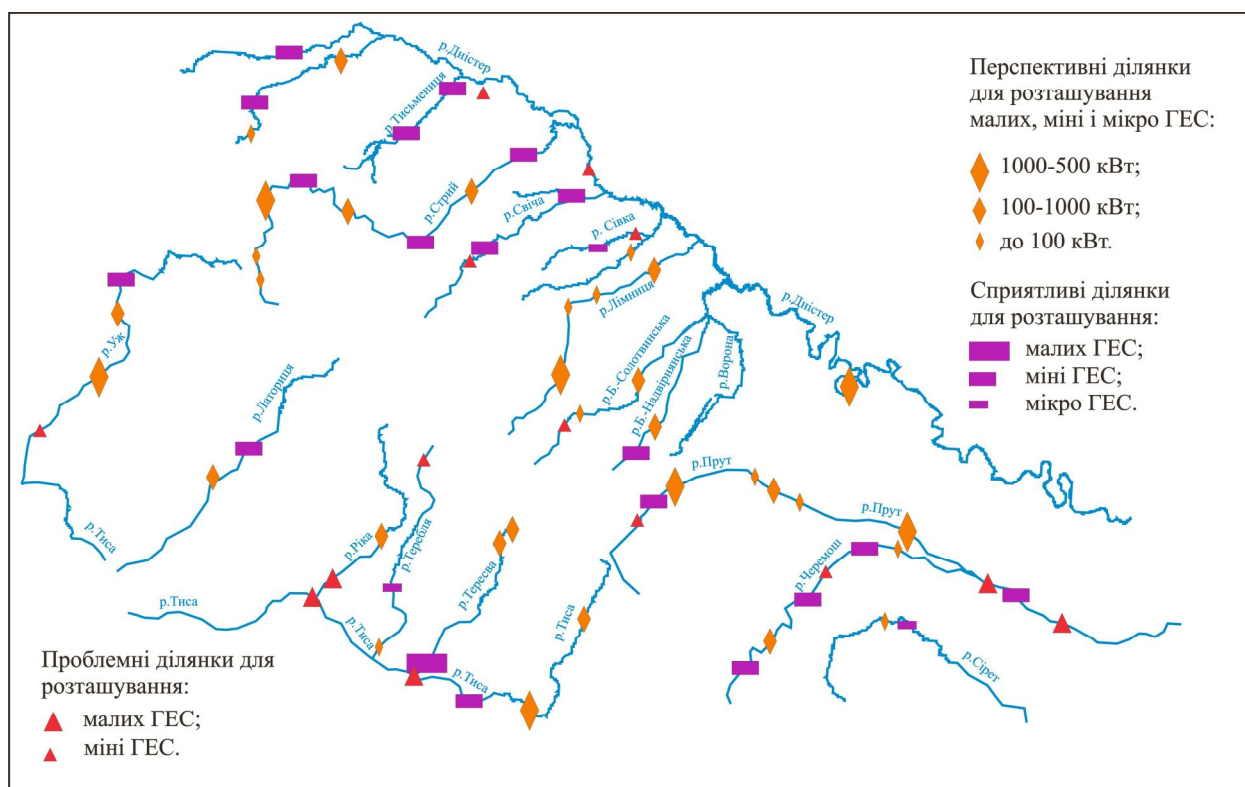 р.Дністер
р.Тисьмениця
р.Стрий
р.Свіча
р. Сівка
р.Лімниця
р.Дністер
р.Уж
р.Латориця
р.Б.-Солотвинська
р.Б.-Надвірнянська
р.Ворона
р.Прут
р.Прут
р.Тиса
р.Ріка
р.Теребля
р.Тересва
р.Тиса
р.Черемош
р.Тиса
р.Тиса
р.Тиса
р.Сірет
Перспективні ділянки
для розташування
малих, міні і мікро ГЕС:
1000-500 кВт;
100-1000 кВт;
до 100 кВт.
Сприятливі ділянки
для розташування:
малих ГЕС;
міні ГЕС;
мікро ГЕС.
Проблемні ділянки для
розташування:
малих ГЕС;
міні ГЕС.